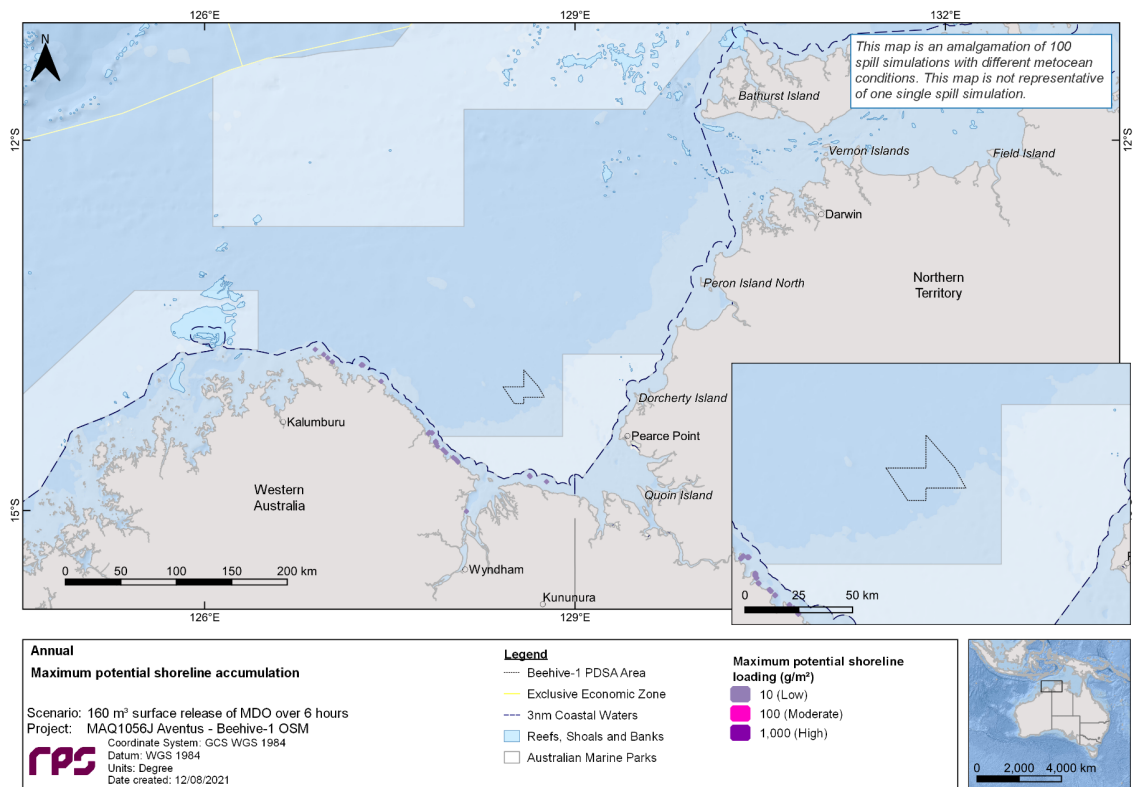 126°E
129°E
132°E
N
This map is an amalgamation of 100
spill simulations with different metocean
conditions. This map is not representative
of one single spill simulation.
Bathurst Island
12°S
12°S
Vernon Islands
Field Island
Darwin
Peron Island North
Northern
Territory
Dorcherty Island
Kalumburu
Pearce Point
Western
Australia
Quoin Island
15°S
0 50 100 150 200 km
Wyndham
Kununura
0 25 50 km
126°E
129°E
Annual
Maximum potential shoreline accumulation
Scenario: 160 m³ surface release of MDO over 6 hours
Project: MAQ1056J Aventus - Beehive-1 OSM
rps
Coordinate System: GCS WGS 1984
Datum: WGS 1984
Units: Degree
Date created: 12/08/2021
Legend
Beehive-1 PDSA Area
Exclusive Economic Zone
3nm Coastal Waters
Reefs, Shoals and Banks
Australian Marine Parks
Maximum potential shoreline
loading (g/m²)
10 (Low)
100 (Moderate)
1,000 (High)
0 2,000 4,000 km